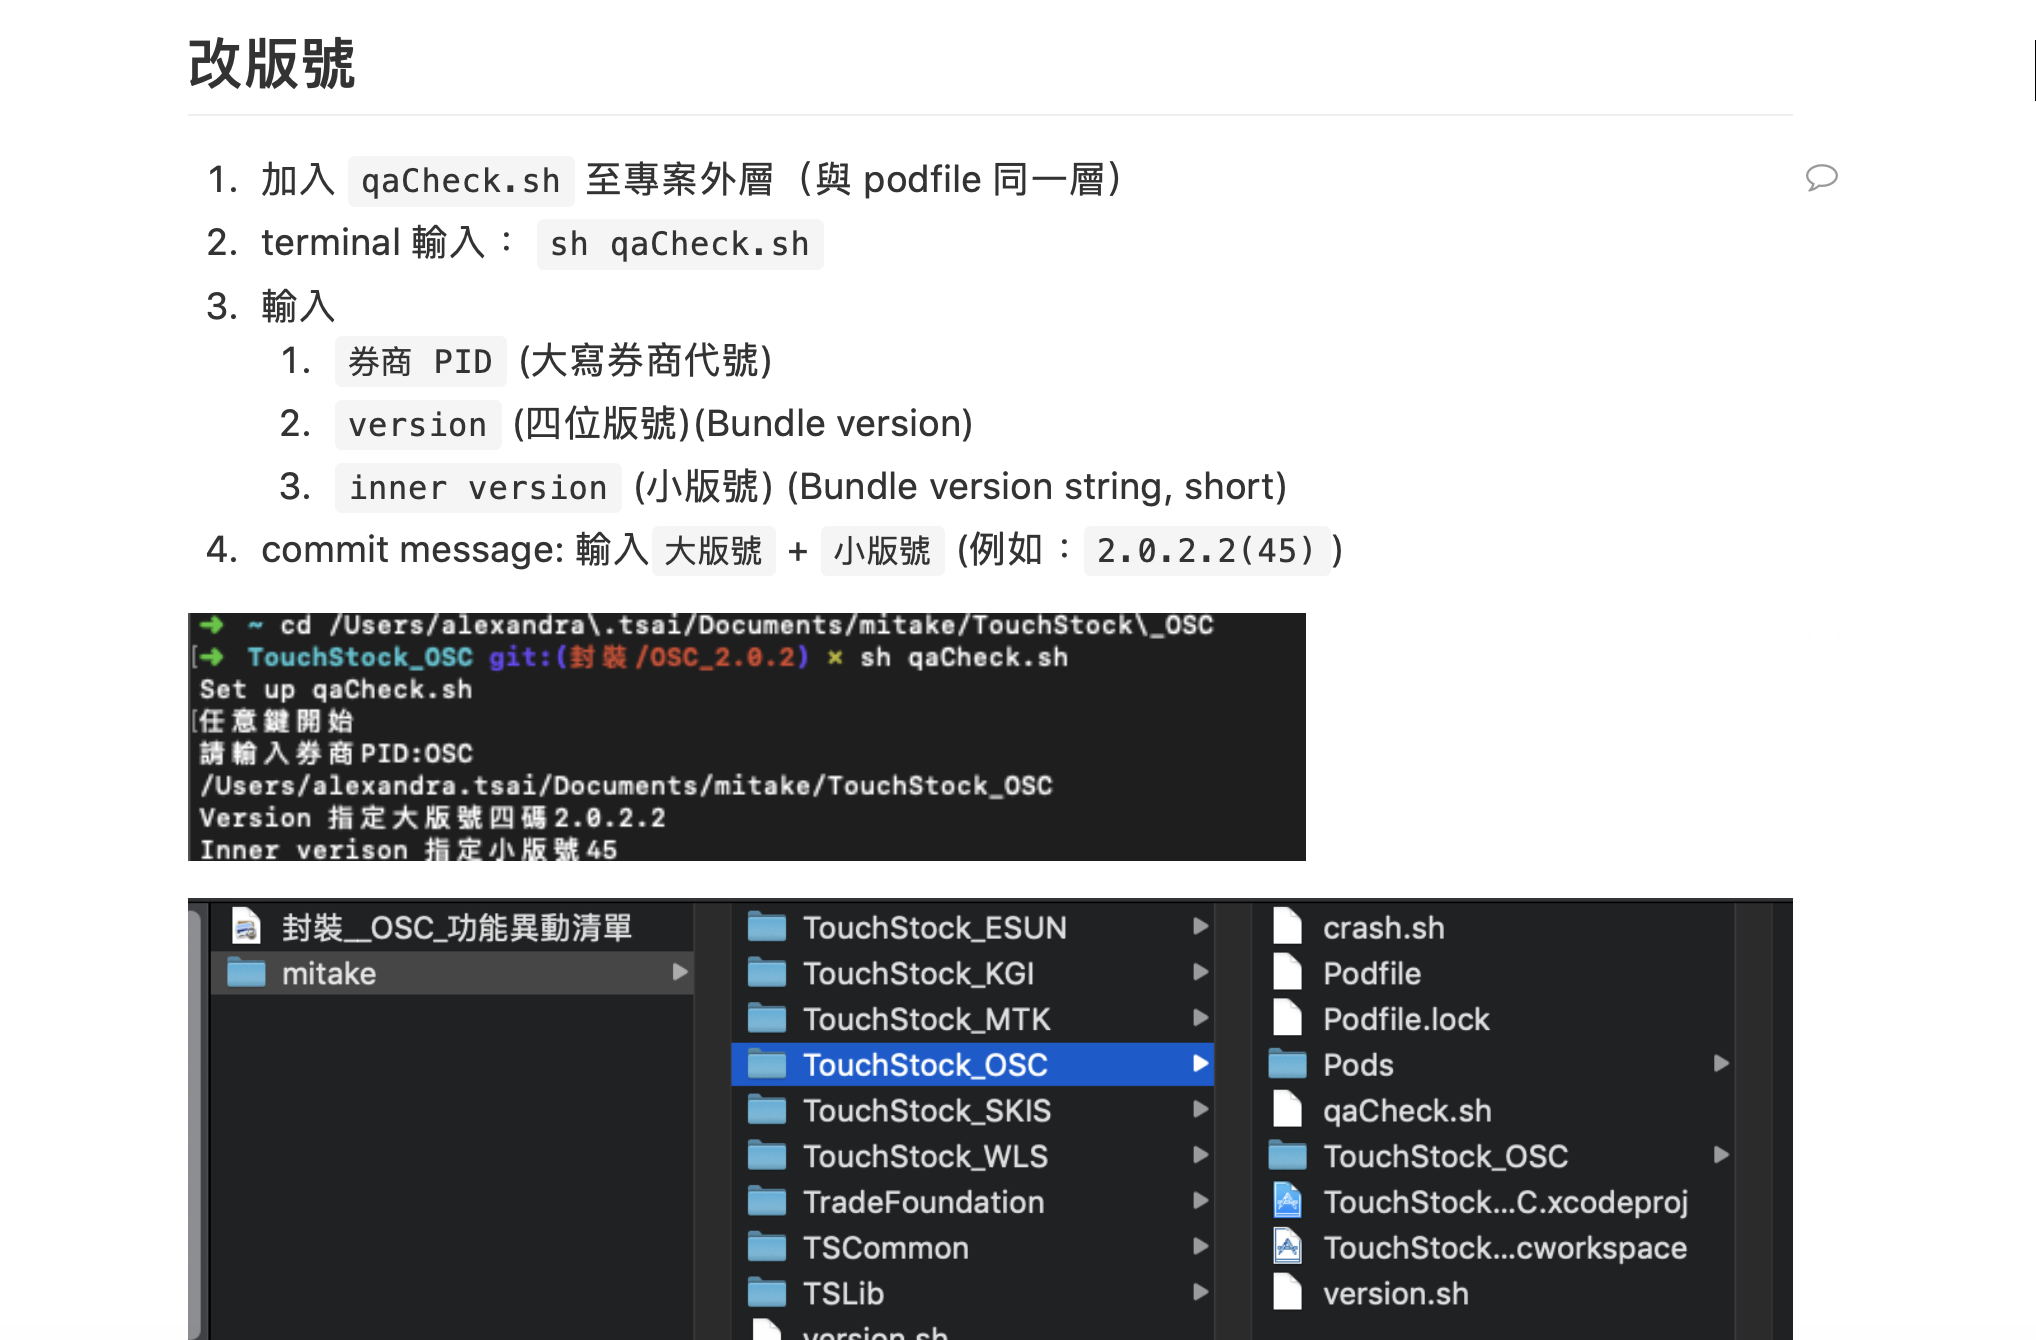 改版號
1. 加入 qaCheck.sh 至專案外層（與 podfile 同一層）
2. terminal 輸入： sh qaCheck.sh
3. 輸入
1. 券商 PID (大寫券商代號)
2. version (四位版號)(Bundle version)
3. inner version (小版號) (Bundle version string, short)
4. commit message: 輸入 大版號 + 小版號 (例如：2.0.2.2(45))
➜ ~ cd /Users/alexandra\.tsai/Documents/mitake/TouchStock\_OSC
[➜ TouchStock_OSC git:(封裝/OSC_2.0.2) × sh qaCheck.sh
Set up qaCheck.sh
[任意鍵開始
請輸入券商PID:OSC
/Users/alexandra.tsai/Documents/mitake/TouchStock_OSC
Version 指定大版號四碼2.0.2.2
Inner verison 指定小版號45
封裝__OSC_功能異動清單
mitake
TouchStock_ESUN
TouchStock_KGI
TouchStock_MTK
TouchStock_OSC
TouchStock_SKIS
TouchStock_WLS
TradeFoundation
TSCommon
TSLib
version.sh
crash.sh
Podfile
Podfile.lock
Pods
qaCheck.sh
TouchStock_OSC
TouchStock...C.xcodeproj
TouchStock...cworkspace
version.sh